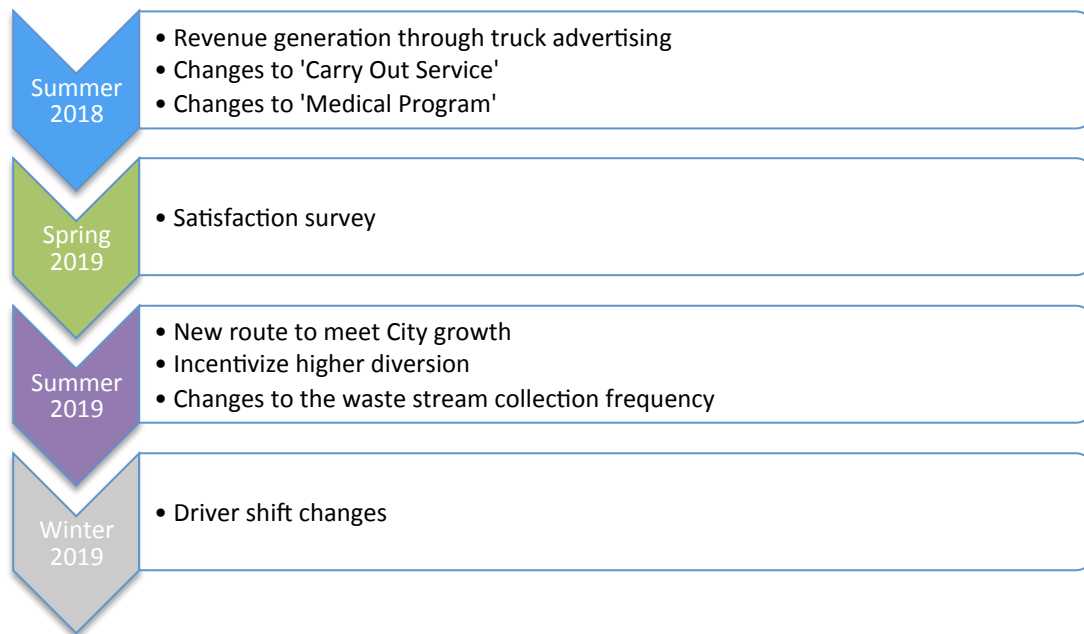 Summer
2018
• Revenue generation through truck advertising
• Changes to 'Carry Out Service'
• Changes to 'Medical Program'
Spring
2019
• Satisfaction survey
Summer
2019
• New route to meet City growth
• Incentivize higher diversion
• Changes to the waste stream collection frequency
Winter
2019
• Driver shift changes